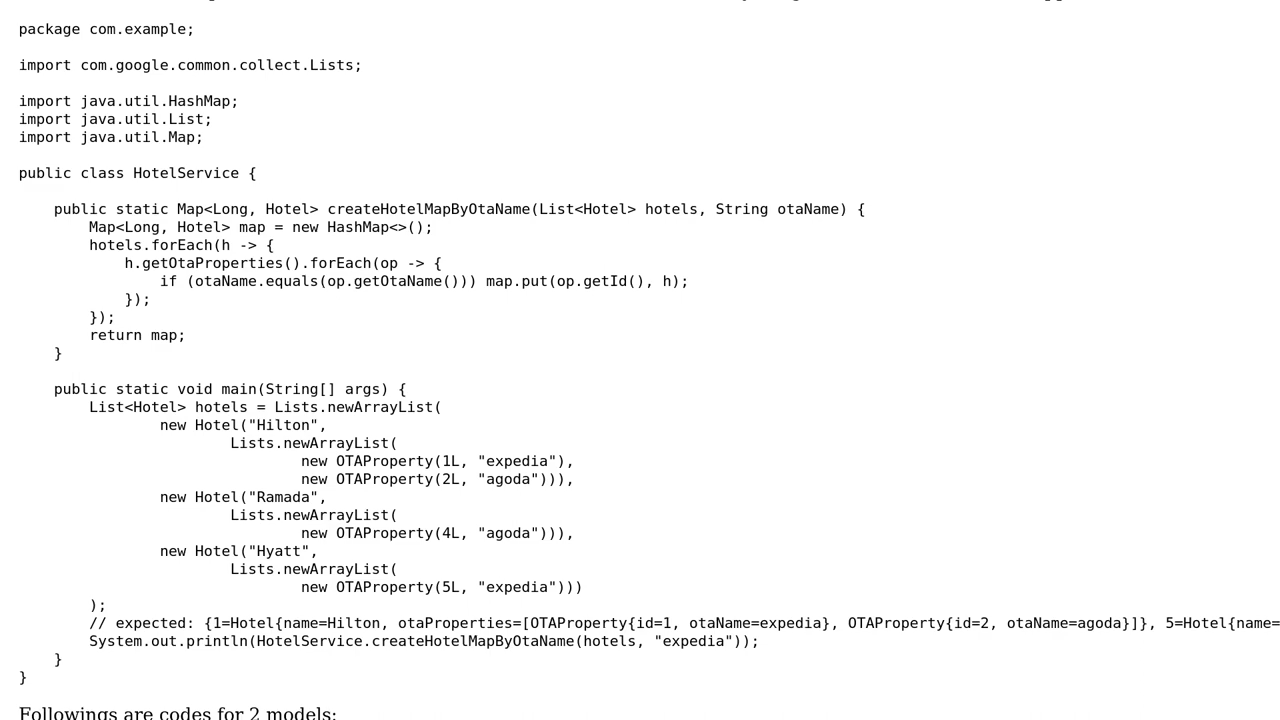 package com.example;
import com.google.common.collect.Lists;
import java.util.HashMap;
import java.util.List;
import java.util.Map;
public class HotelService {
    public static Map<Long, Hotel> createHotelMapByOtaName(List<Hotel> hotels, String otaName) {
        Map<Long, Hotel> map = new HashMap<>();
        hotels.forEach(h -> {
            h.getOtaProperties().forEach(op -> {
                if (otaName.equals(op.getOtaName())) map.put(op.getId(), h);
            });
        });
        return map;
    }
    public static void main(String[] args) {
        List<Hotel> hotels = Lists.newArrayList(
                new Hotel("Hilton",
                        Lists.newArrayList(
                                new OTAProperty(1L, "expedia"),
                                new OTAProperty(2L, "agoda"))),
                new Hotel("Ramada",
                        Lists.newArrayList(
                                new OTAProperty(4L, "agoda"))),
                new Hotel("Hyatt",
                        Lists.newArrayList(
                                new OTAProperty(5L, "expedia")))
        );
        // expected: {1=Hotel{name=Hilton, otaProperties=[OTAProperty{id=1, otaName=expedia}, OTAProperty{id=2, otaName=agoda}]}, 5=Hotel{name=
        System.out.println(HotelService.createHotelMapByOtaName(hotels, "expedia"));
    }
}
Followings are codes for 2 models: